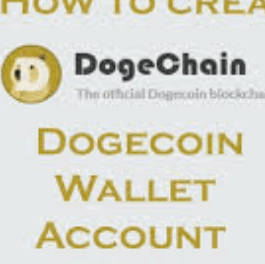 HOW TO CREA
DogeChain
The official Dogecoin blockcha
DOGECOIN
WALLET
ACCOUNT